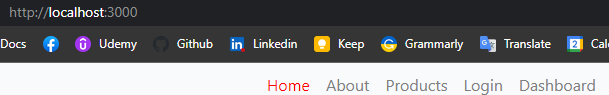 http://localhost:3000
Docs Udemy Github Linkedin Keep Grammarly Translate Cal
Home About Products Login Dashboard